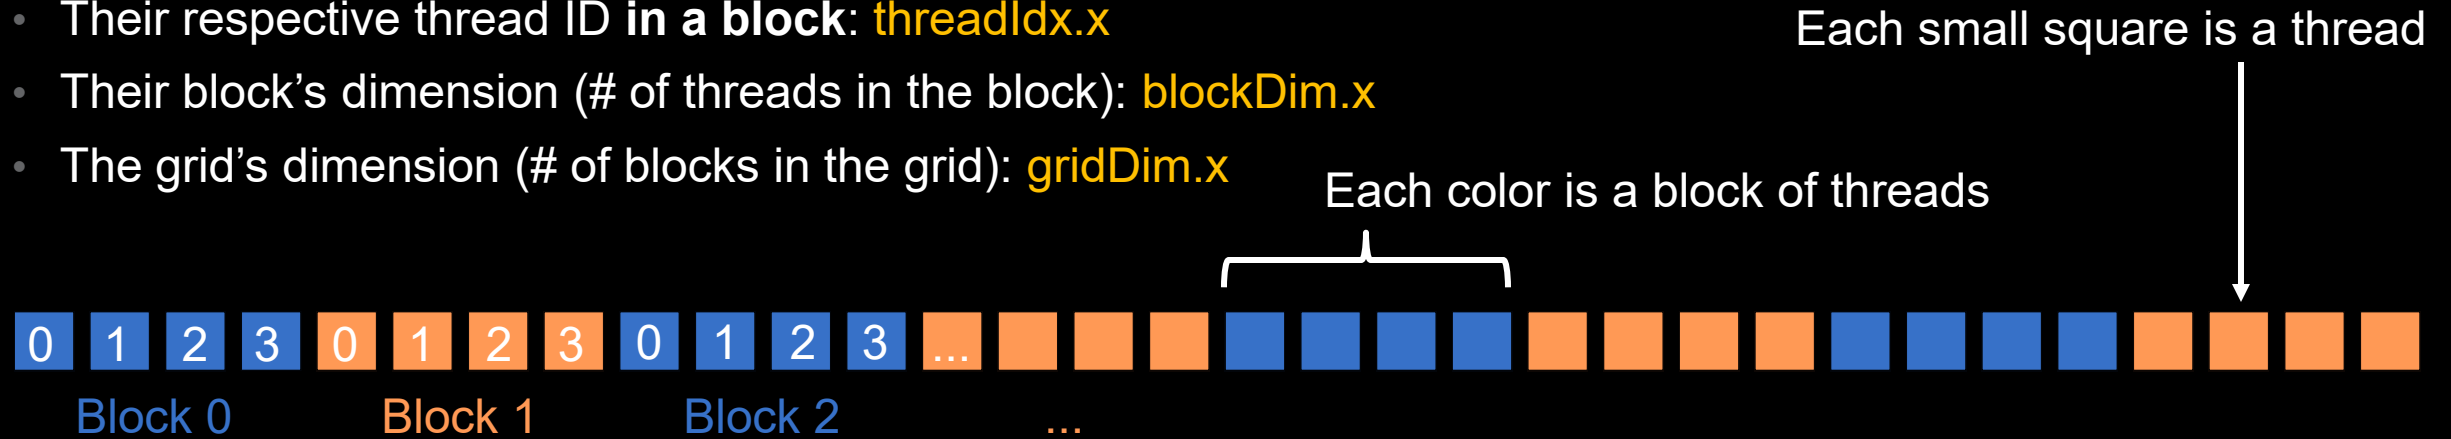 • Their respective thread ID in a block: threadIdx.x
Each small square is a thread
• Their block’s dimension (# of threads in the block): blockDim.x
• The grid’s dimension (# of blocks in the grid): gridDim.x
Each color is a block of threads
0 1 2 3 0 1 2 3 0 1 2 3 ...
Block 0 Block 1 Block 2 ...